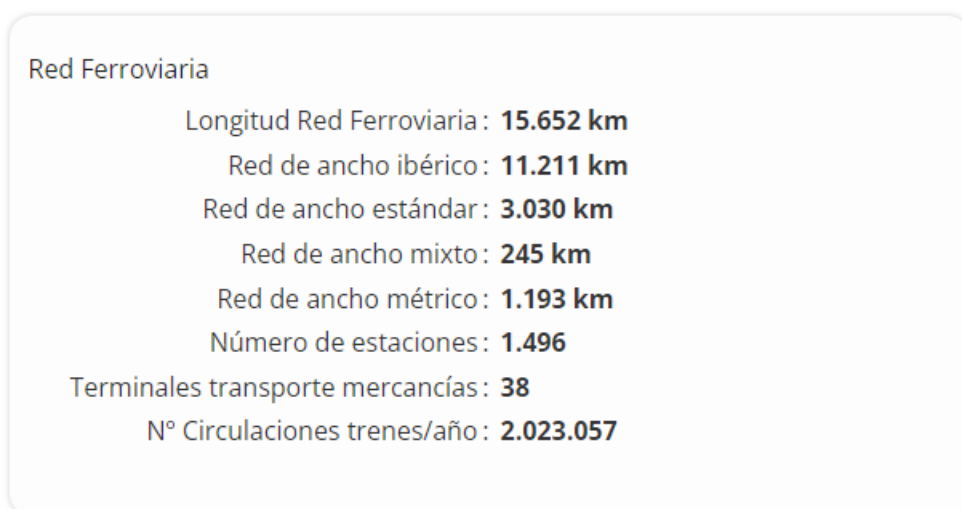 Red Ferroviaria
Longitud Red Ferroviaria : 15.652 km
Red de ancho ibérico : 11.211 km
Red de ancho estándar : 3.030 km
Red de ancho mixto : 245 km
Red de ancho métrico : 1.193 km
Número de estaciones : 1.496
Terminales transporte mercancías : 38
Nº Circulaciones trenes/año : 2.023.057